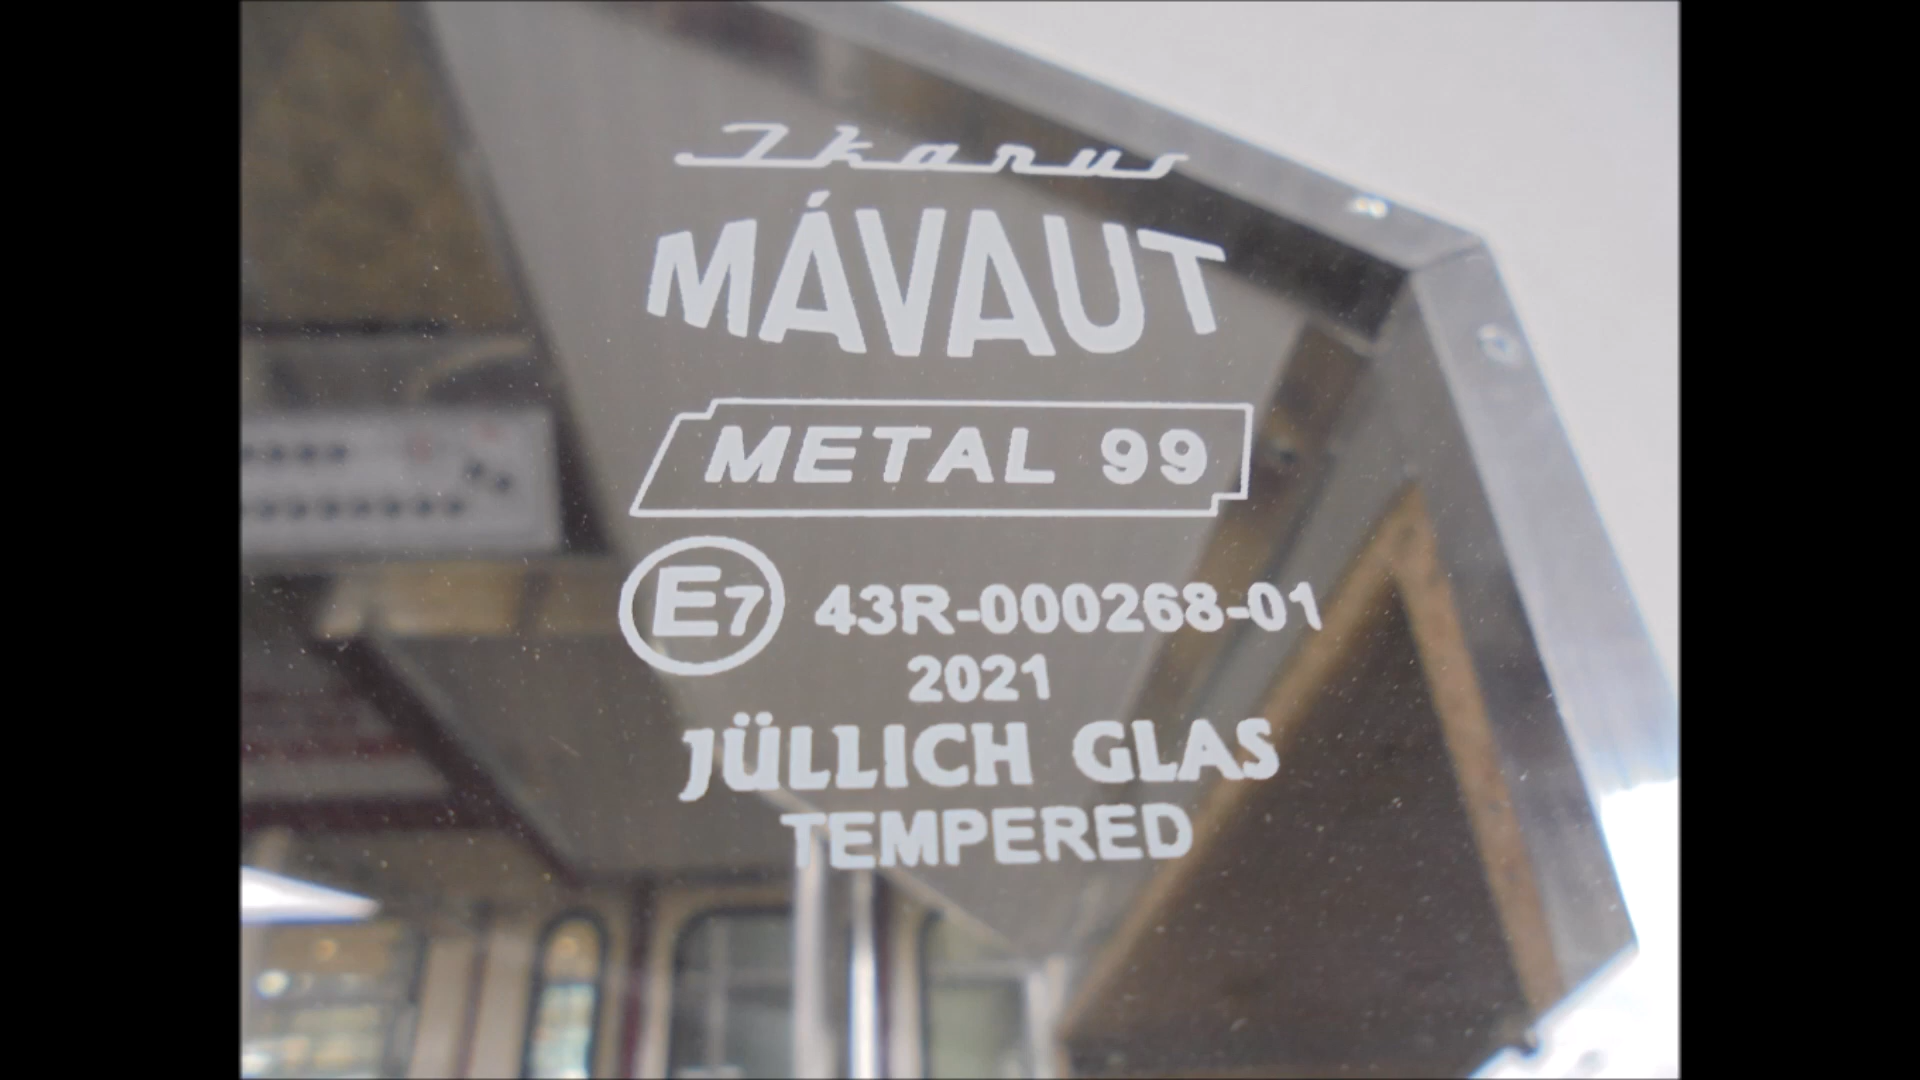 Ikarus
MÁVAUT
METAL 99
E7 43R-000268-01
2021
JÜLLICH GLAS
TEMPERED